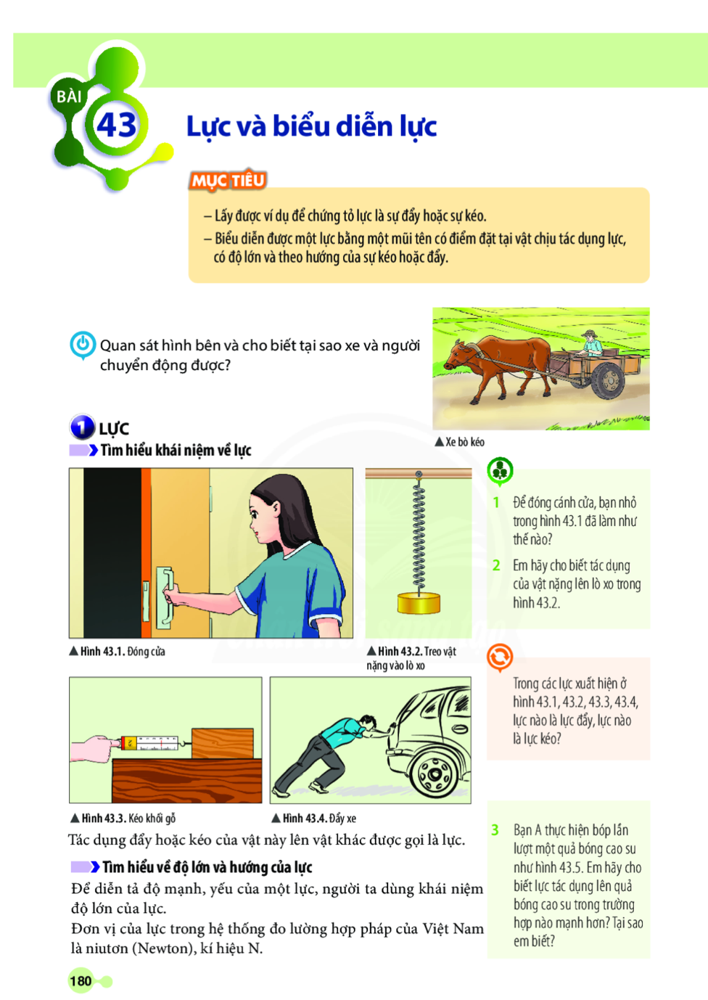 BÀI
43
Lực và biểu diễn lực
MỤC TIÊU
– Lấy được ví dụ để chứng tỏ lực là sự đẩy hoặc sự kéo.
– Biểu diễn được một lực bằng một mũi tên có điểm đặt tại vật chịu tác dụng lực,
có độ lớn và theo hướng của sự kéo hoặc đẩy.
Quan sát hình bên và cho biết tại sao xe và người
chuyển động được?
▲ Xe bò kéo
1 LỰC
Tìm hiểu khái niệm về lực
▲ Hình 43.1. Đóng cửa
▲ Hình 43.2. Treo vật
nặng vào lò xo
1 Để đóng cánh cửa, bạn nhỏ
trong hình 43.1 đã làm như
thế nào?
2 Em hãy cho biết tác dụng
của vật nặng lên lò xo trong
hình 43.2.
Trong các lực xuất hiện ở
hình 43.1, 43.2, 43.3, 43.4,
lực nào là lực đẩy, lực nào
là lực kéo?
▲ Hình 43.3. Kéo khối gỗ
▲ Hình 43.4. Đẩy xe
Tác dụng đẩy hoặc kéo của vật này lên vật khác được gọi là lực.
Tìm hiểu về độ lớn và hướng của lực
Để diễn tả độ mạnh, yếu của một lực, người ta dùng khái niệm
độ lớn của lực.
Đơn vị của lực trong hệ thống đo lường hợp pháp của Việt Nam
là niutơn (Newton), kí hiệu N.
3 Bạn A thực hiện bóp lần
lượt một quả bóng cao su
như hình 43.5. Em hãy cho
biết lực tác dụng lên quả
bóng cao su trong trường
hợp nào mạnh hơn? Tại sao
em biết?
180